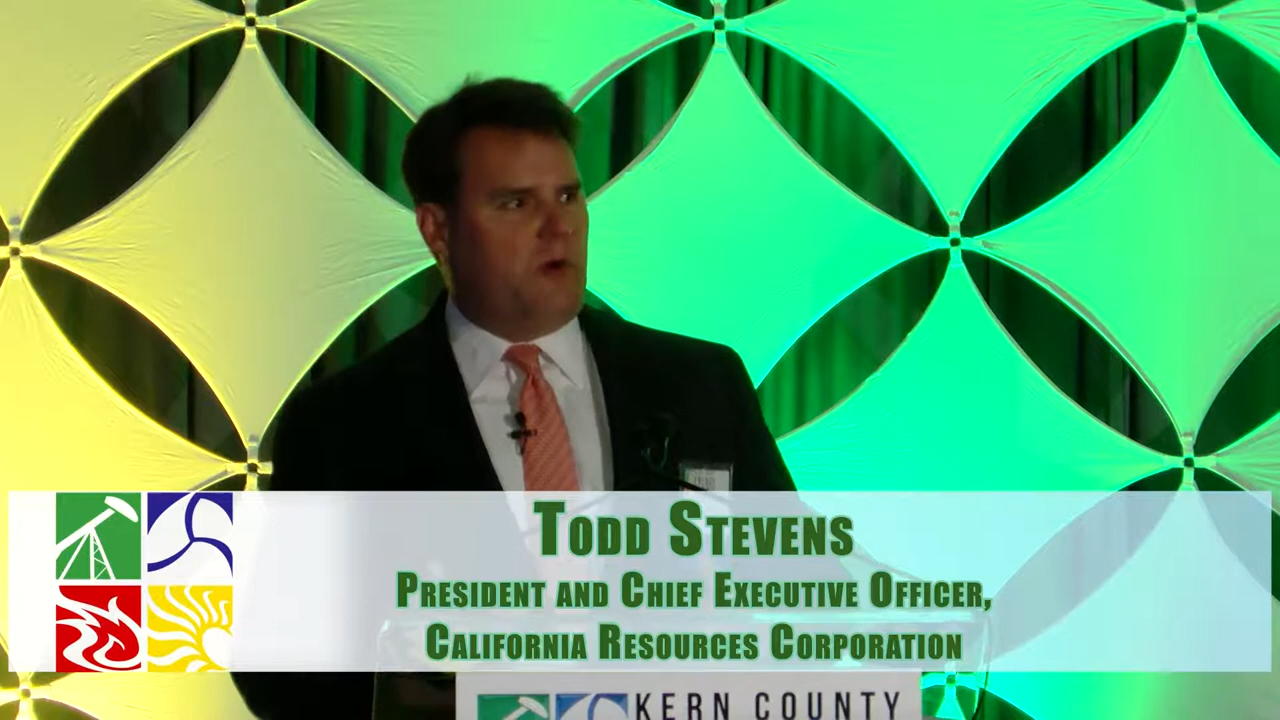 Todd Stevens
President and Chief Executive Officer,
California Resources Corporation
KERN COUNTY